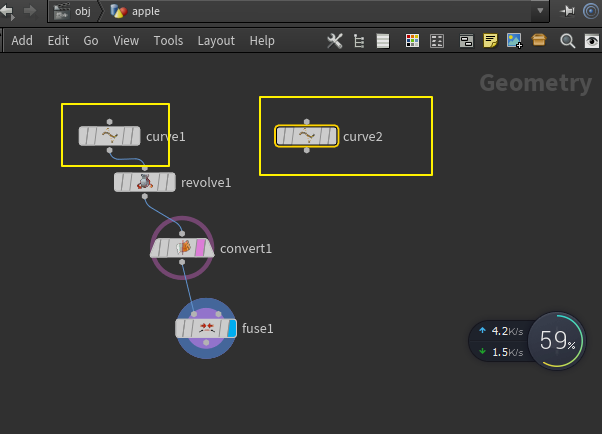 obj apple
Add Edit Go View Tools Layout Help
Geometry
curve1 curve2
revolve1
convert1
fuse1
4.2K/s
1.5K/s
59%